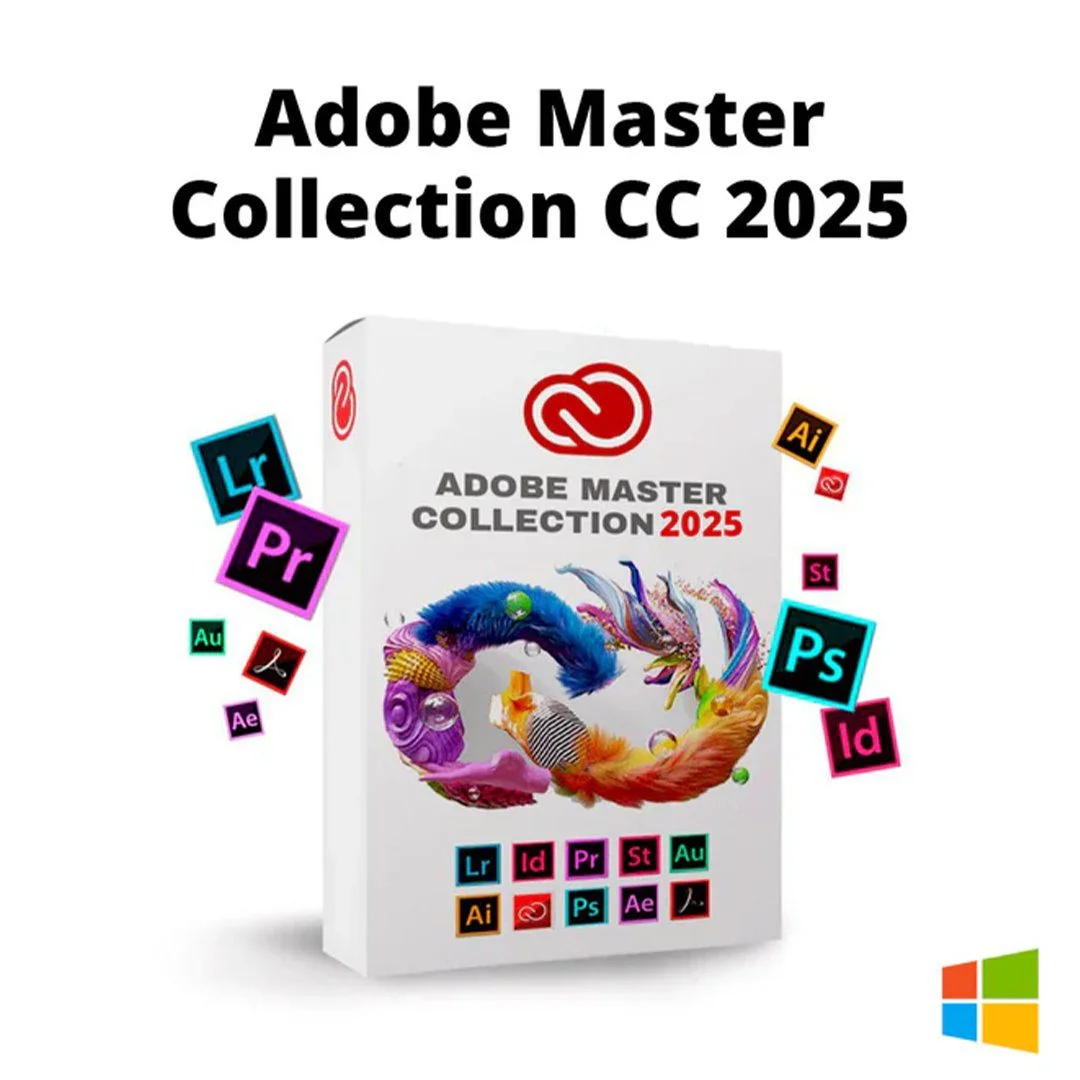 Adobe Master
Collection CC 2025
ADOBE MASTER
COLLECTION 2025
Lr
Pr
Au
Ae
Ai
St
Ps
Id
Lr Id Pr St Au
Ai Ps Ae